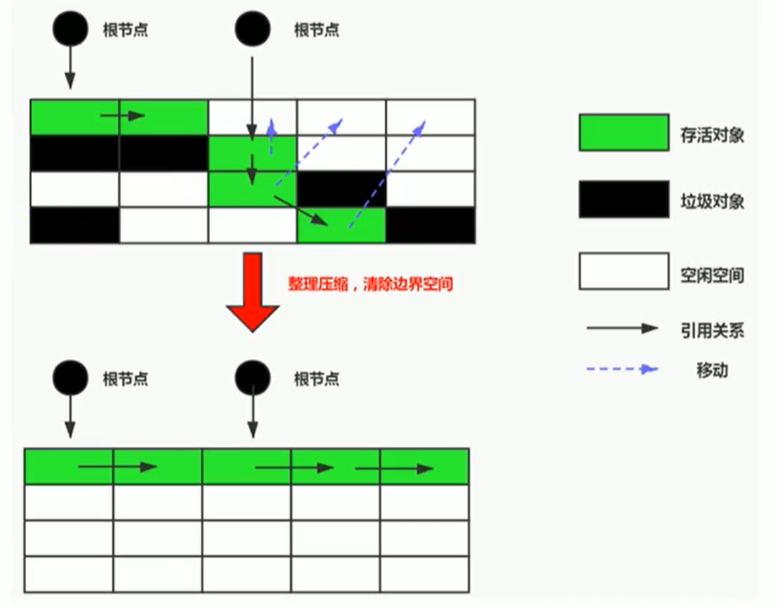 根节点
根节点
存活对象
垃圾对象
空闲空间
整理压缩，清除边界空间
引用关系
移动
根节点
根节点